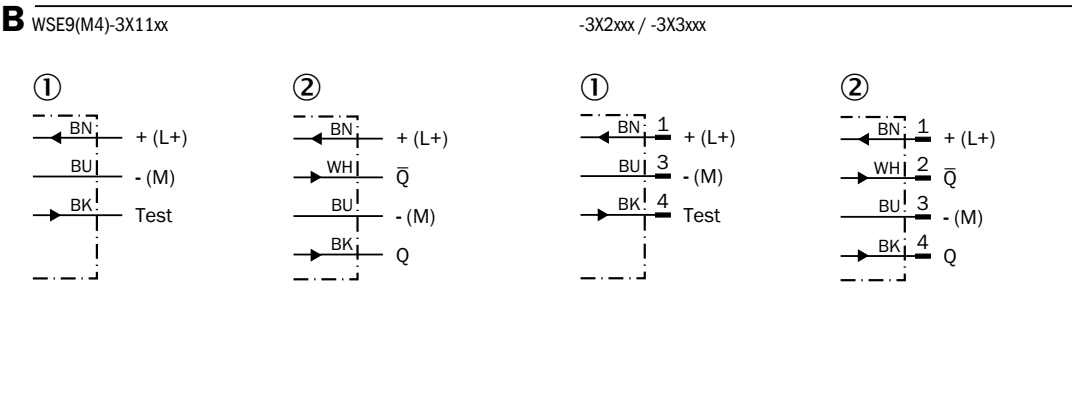 B WSE9(M4)-3X11xx
-3X2xxx / -3X3xxx
①
BN + (L+)
BU - (M)
BK Test
②
BN + (L+)
WH Q̅
BU - (M)
BK Q
①
BN 1 + (L+)
BU 3 - (M)
BK 4 Test
②
BN 1 + (L+)
WH 2 Q̅
BU 3 - (M)
BK 4 Q